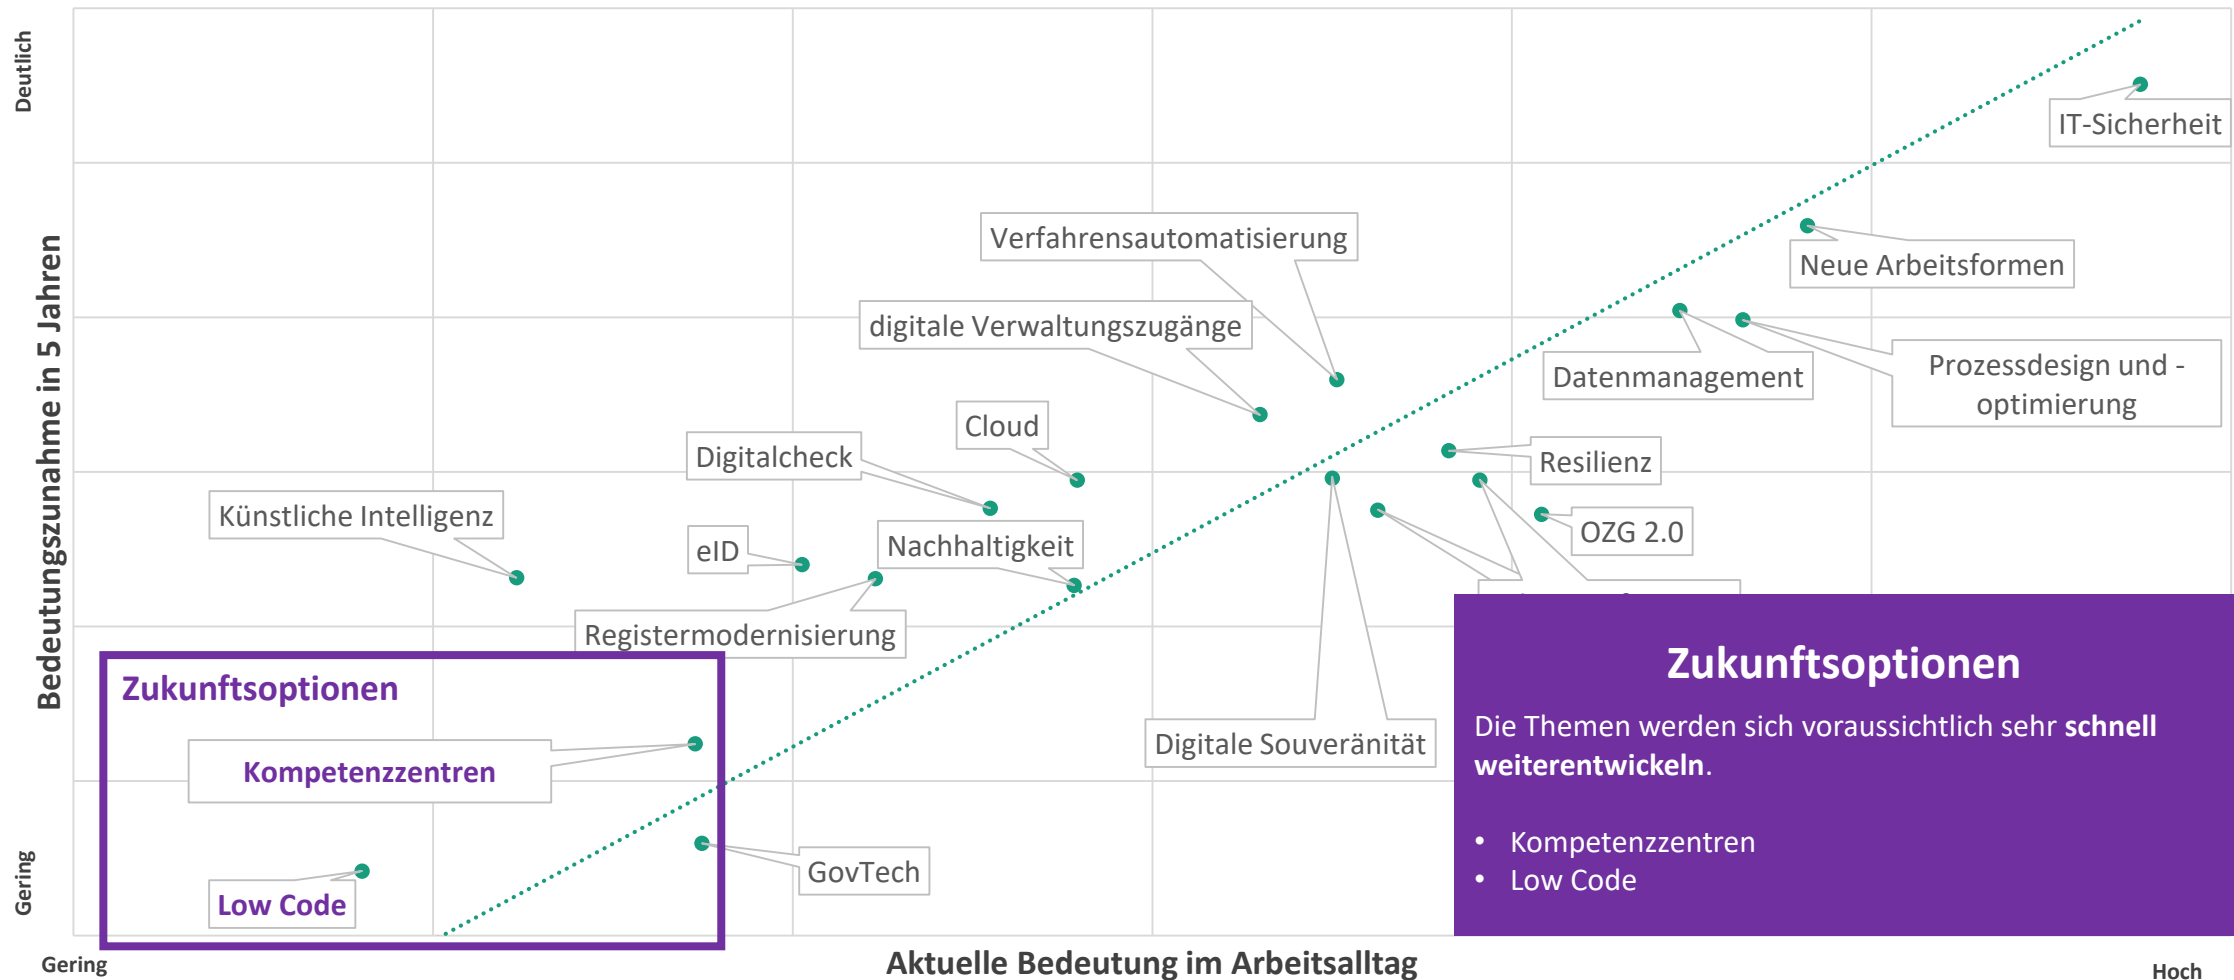 Deutlich
IT-Sicherheit
Verfahrensautomatisierung
Neue Arbeitsformen
digitale Verwaltungszugänge
Datenmanagement
Prozessdesign und -
optimierung
Cloud
Digitalcheck
Resilienz
Künstliche Intelligenz
OZG 2.0
eID
Nachhaltigkeit
Registermodernisierung
Bedeutungszunahme in 5 Jahren
Zukunftsoptionen
Kompetenzzentren
Digitale Souveränität
GovTech
Low Code
Zukunftsoptionen
Die Themen werden sich voraussichtlich sehr schnell
weiterentwickeln.
• Kompetenzzentren
• Low Code
Gering
Gering
Aktuelle Bedeutung im Arbeitsalltag
Hoch